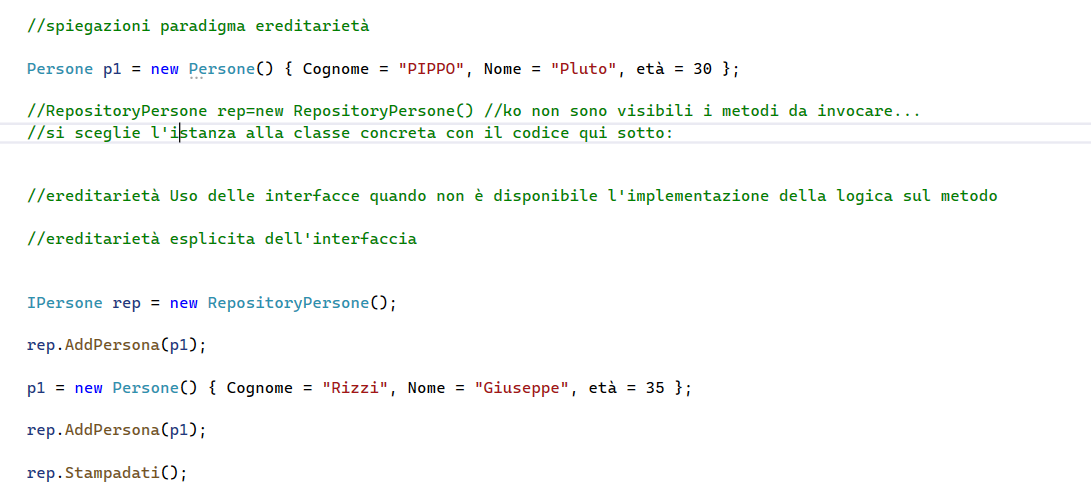 //spiegazioni paradigma ereditarietà
Persone p1 = new Persone() { Cognome = "PIPPO", Nome = "Pluto", età = 30 };
//RepositoryPersone rep=new RepositoryPersone() //ko non sono visibili i metodi da invocare...
//si sceglie l'istanza alla classe concreta con il codice qui sotto:
//ereditarietà Uso delle interfacce quando non è disponibile l'implementazione della logica sul metodo
//ereditarietà esplicita dell'interfaccia
IPersone rep = new RepositoryPersone();
rep.AddPersona(p1);
p1 = new Persone() { Cognome = "Rizzi", Nome = "Giuseppe", età = 35 };
rep.AddPersona(p1);
rep.Stampadati();